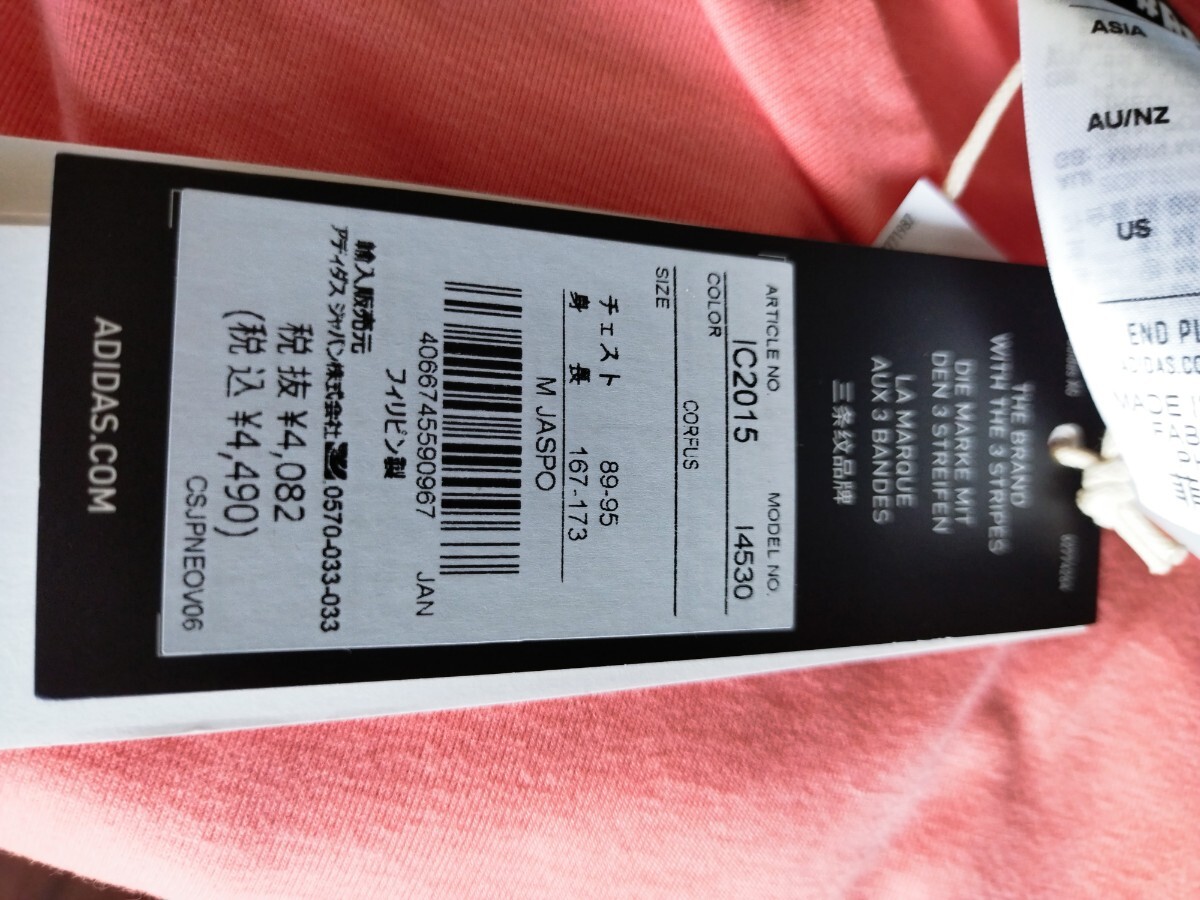 THE BRAND
WITH THE 3 STRIPES
DIE MARKE MIT
DEN 3 STREIFEN
LA MARQUE
AUX 3 BANDES
三条纹品牌
ARTICLE NO. MODEL NO.
IC2015 I4530
COLOR
CORFUS
SIZE
チェスト 89-95
身 長 167-173
M JASPO
4066745590967 JAN
フィリピン製
輸入販売元
アディダス ジャパン株式会社 0570-033-033
税抜 ¥4,082
(税込 ¥4,490)
CSJPNEOV06
ADIDAS.COM
ASIA
AU/NZ
US